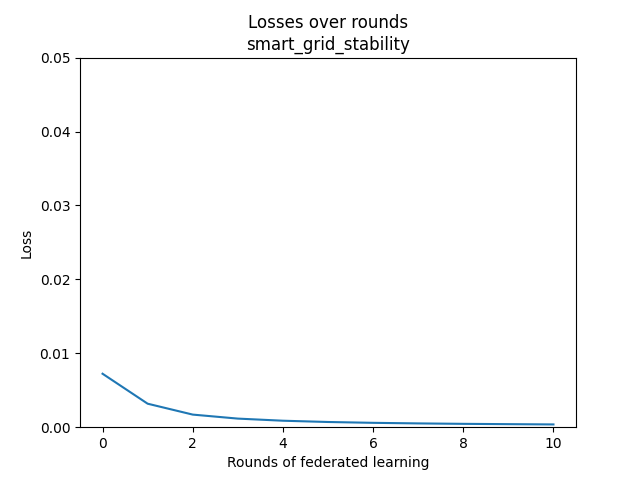 Losses over rounds
smart_grid_stability
0.05
0.04
0.03
0.02
0.01
0.00
Loss
0 2 4 6 8 10
Rounds of federated learning